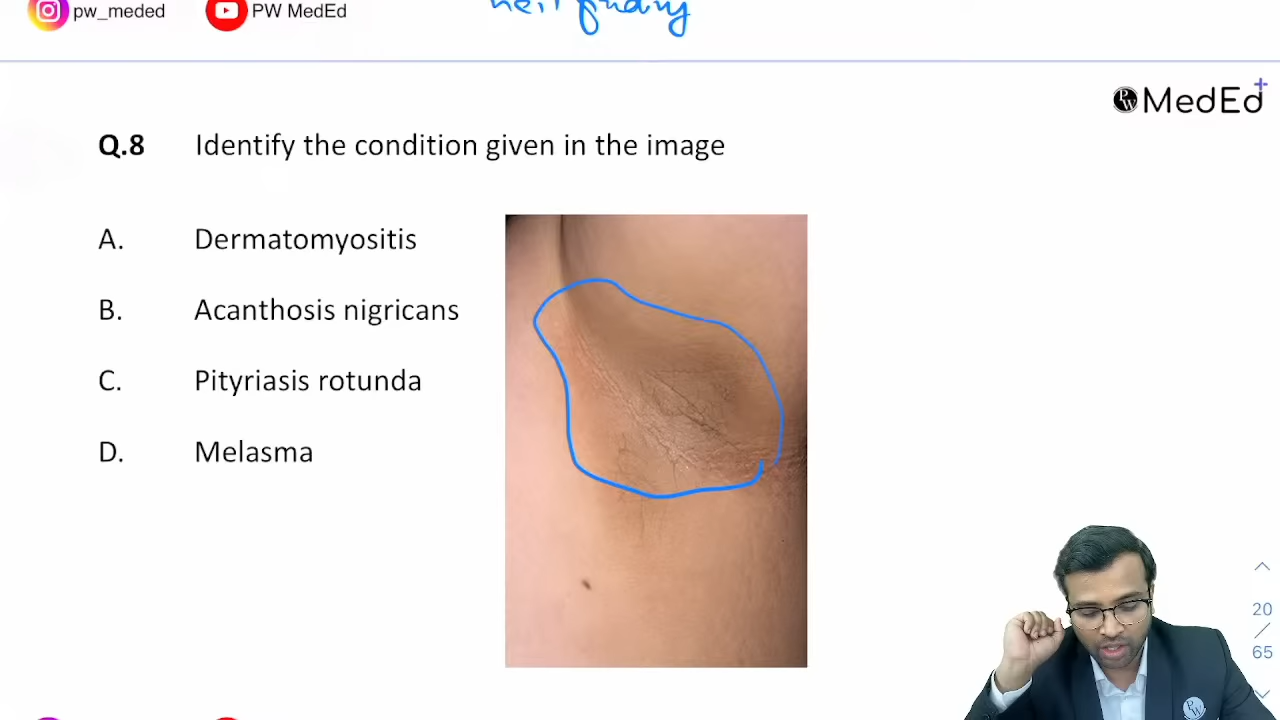 pw_meded PW MedEd
MedEd
Q.8 Identify the condition given in the image
A. Dermatomyositis
B. Acanthosis nigricans
C. Pityriasis rotunda
D. Melasma
20
/
65
PW